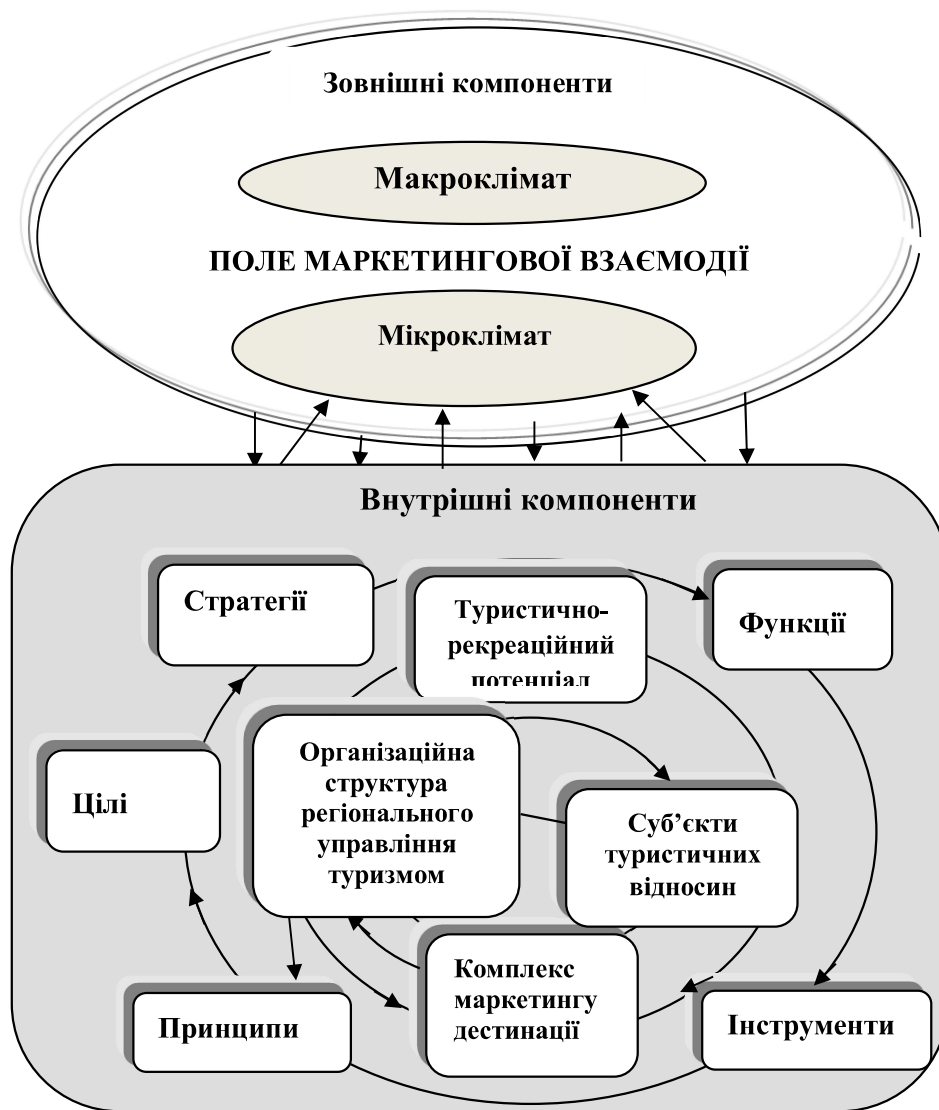 Зовнішні компоненти
Макроклімат
ПОЛЕ МАРКЕТИНГОВОЇ ВЗАЄМОДІЇ
Мікроклімат
Внутрішні компоненти
Стратегії
Туристично-
рекреаційний
потенціал
Функції
Цілі
Організаційна
структура
регіонального
управління
туризмом
Суб’єкти
туристичних
відносин
Принципи
Комплекс
маркетингу
дестинації
Інструменти